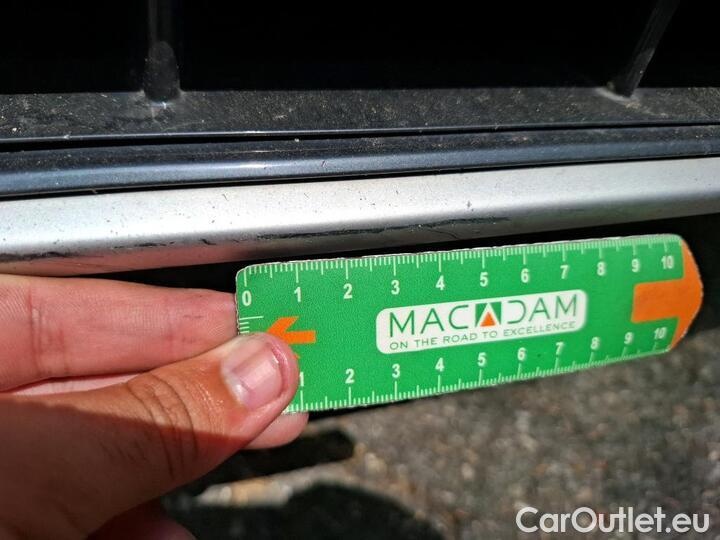 0 1 2 3 4 5 6 7 8 9 10
MACADAM
ON THE ROAD TO EXCELLENCE
1 2 3 4 5 6 7 8 9 10
CarOutlet.eu